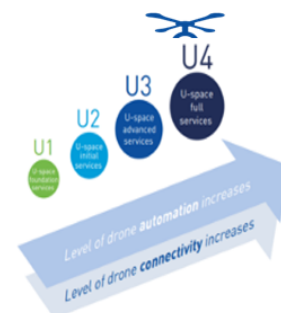 U1
U-space
foundation
services
U2
U-space
initial
services
U3
U-space
advanced
services
U4
U-space
full
services
Level of drone automation increases
Level of drone connectivity increases